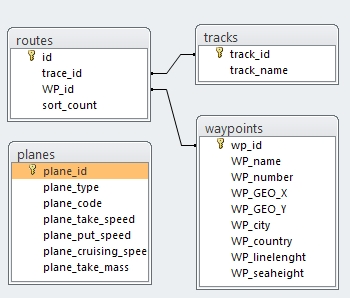 routes
id
trace_id
WP_id
sort_count
tracks
track_id
track_name
planes
plane_id
plane_type
plane_code
plane_take_speed
plane_put_speed
plane_cruising_spee
plane_take_mass
waypoints
wp_id
WP_name
WP_number
WP_GEO_X
WP_GEO_Y
WP_city
WP_country
WP_linelenght
WP_seaheight